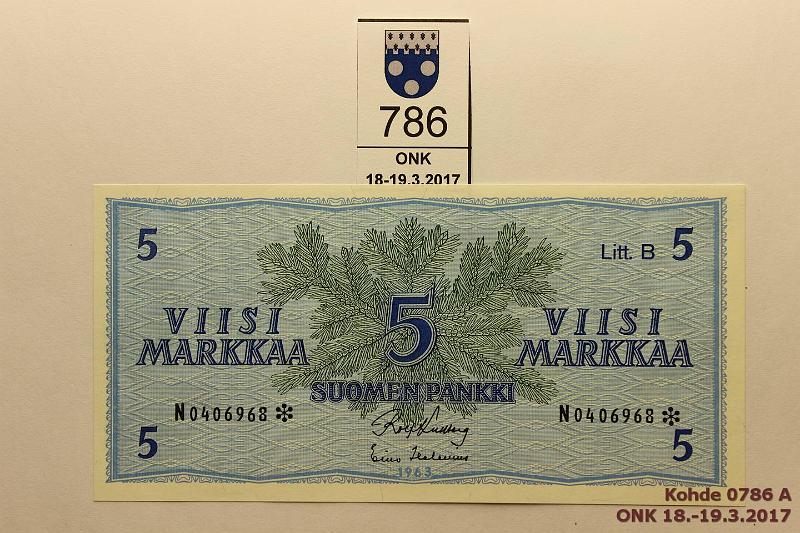 786
ONK
18-19.3.2017
5
Litt. B 5
VIISI MARKKAA
5
VIISI MARKKAA
SUOMEN PANKKI
N0406968 *
N0406968 *
5
5
1963
Kohde 0786 A
ONK 18.-19.3.2017